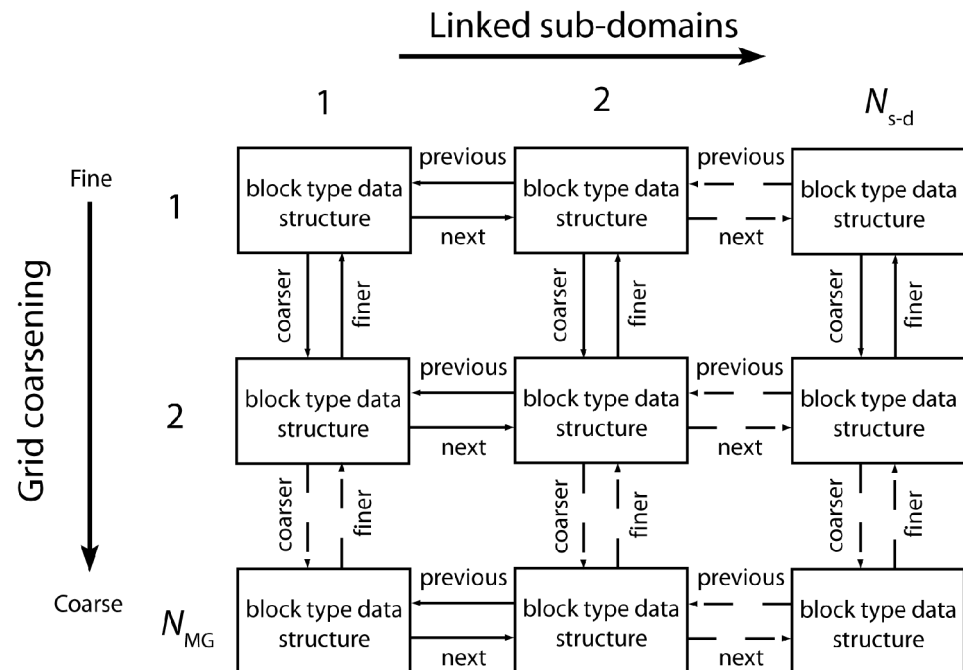 Linked sub-domains
1 2 N_s-d
Grid coarsening
Fine
Coarse
1
block type data
structure
previous
next
block type data
structure
previous
next
block type data
structure
coarser finer coarser finer coarser finer
2
block type data
structure
previous
next
block type data
structure
previous
next
block type data
structure
coarser finer coarser finer coarser finer
N_MG
block type data
structure
previous
next
block type data
structure
previous
next
block type data
structure